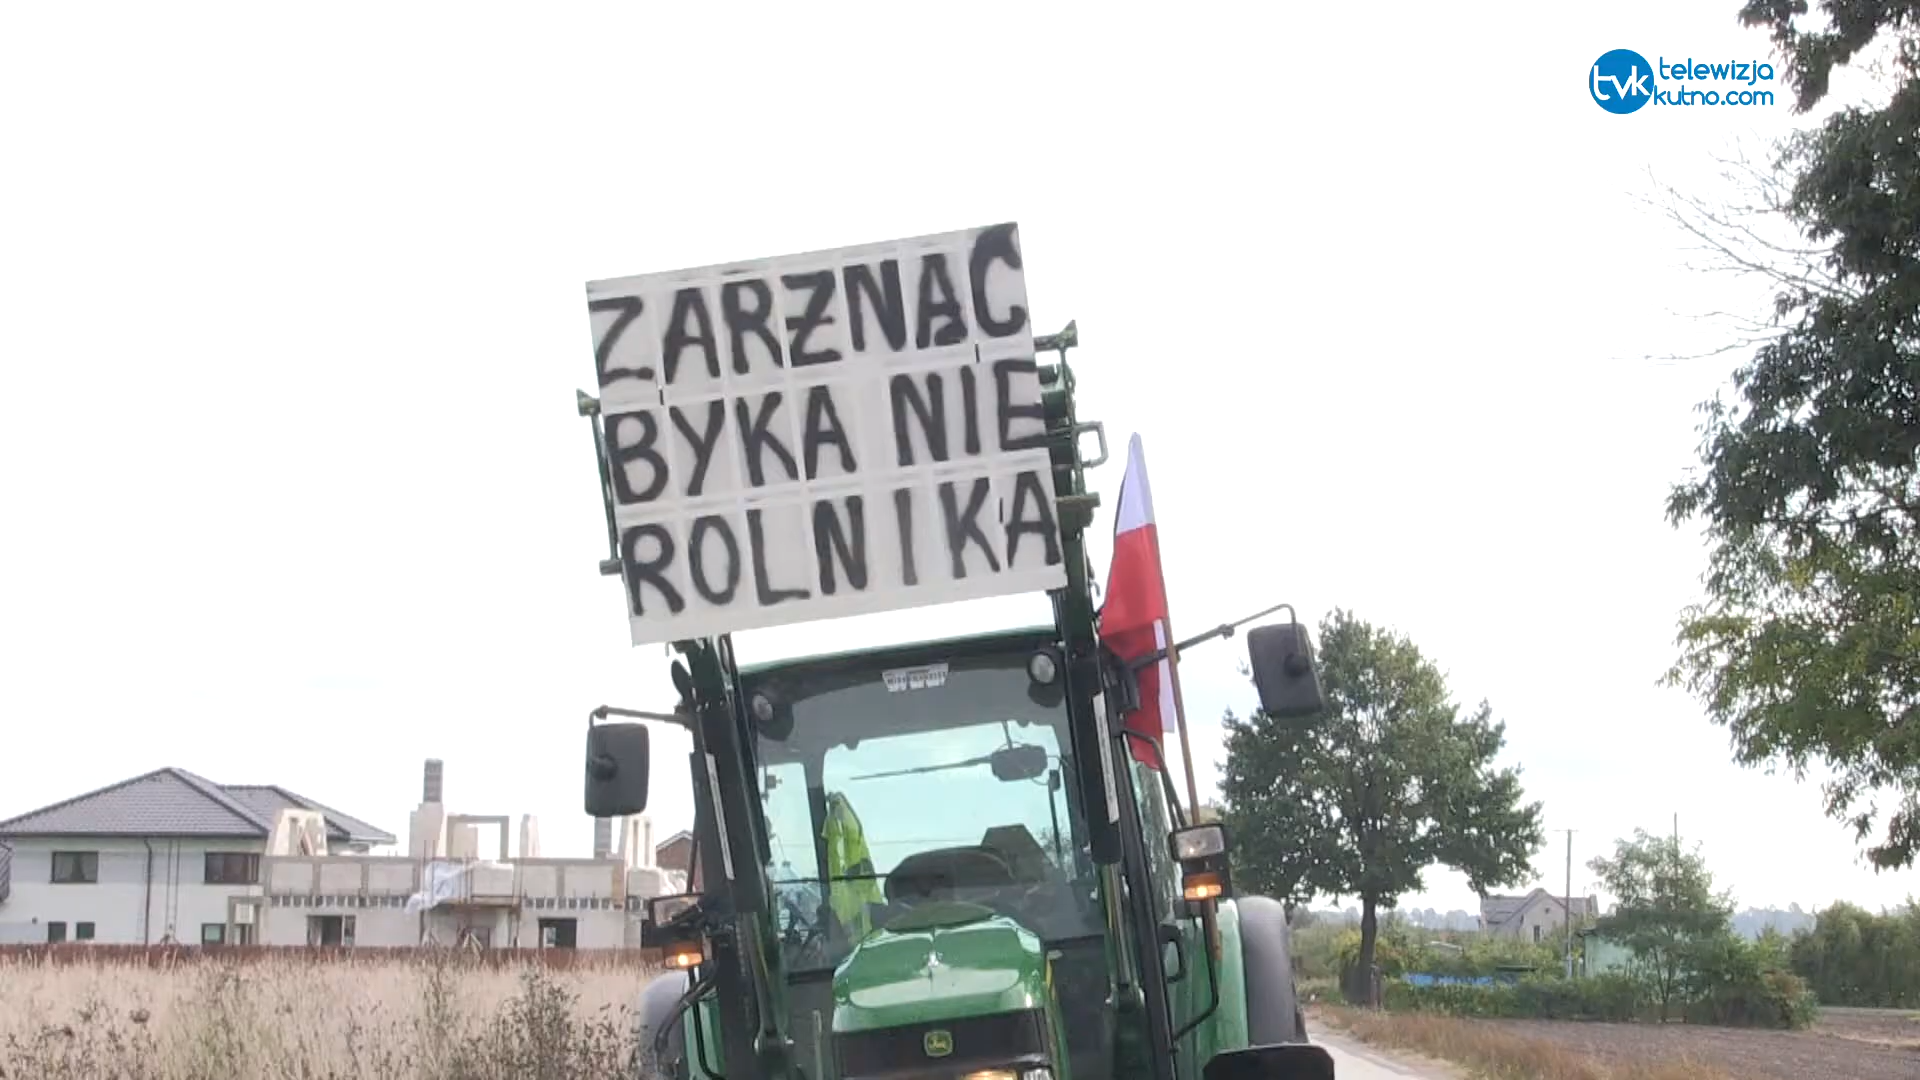 tvk telewizja
kutno.com
ZARŻNĄĆ
BYKA NIE
ROLNIKA